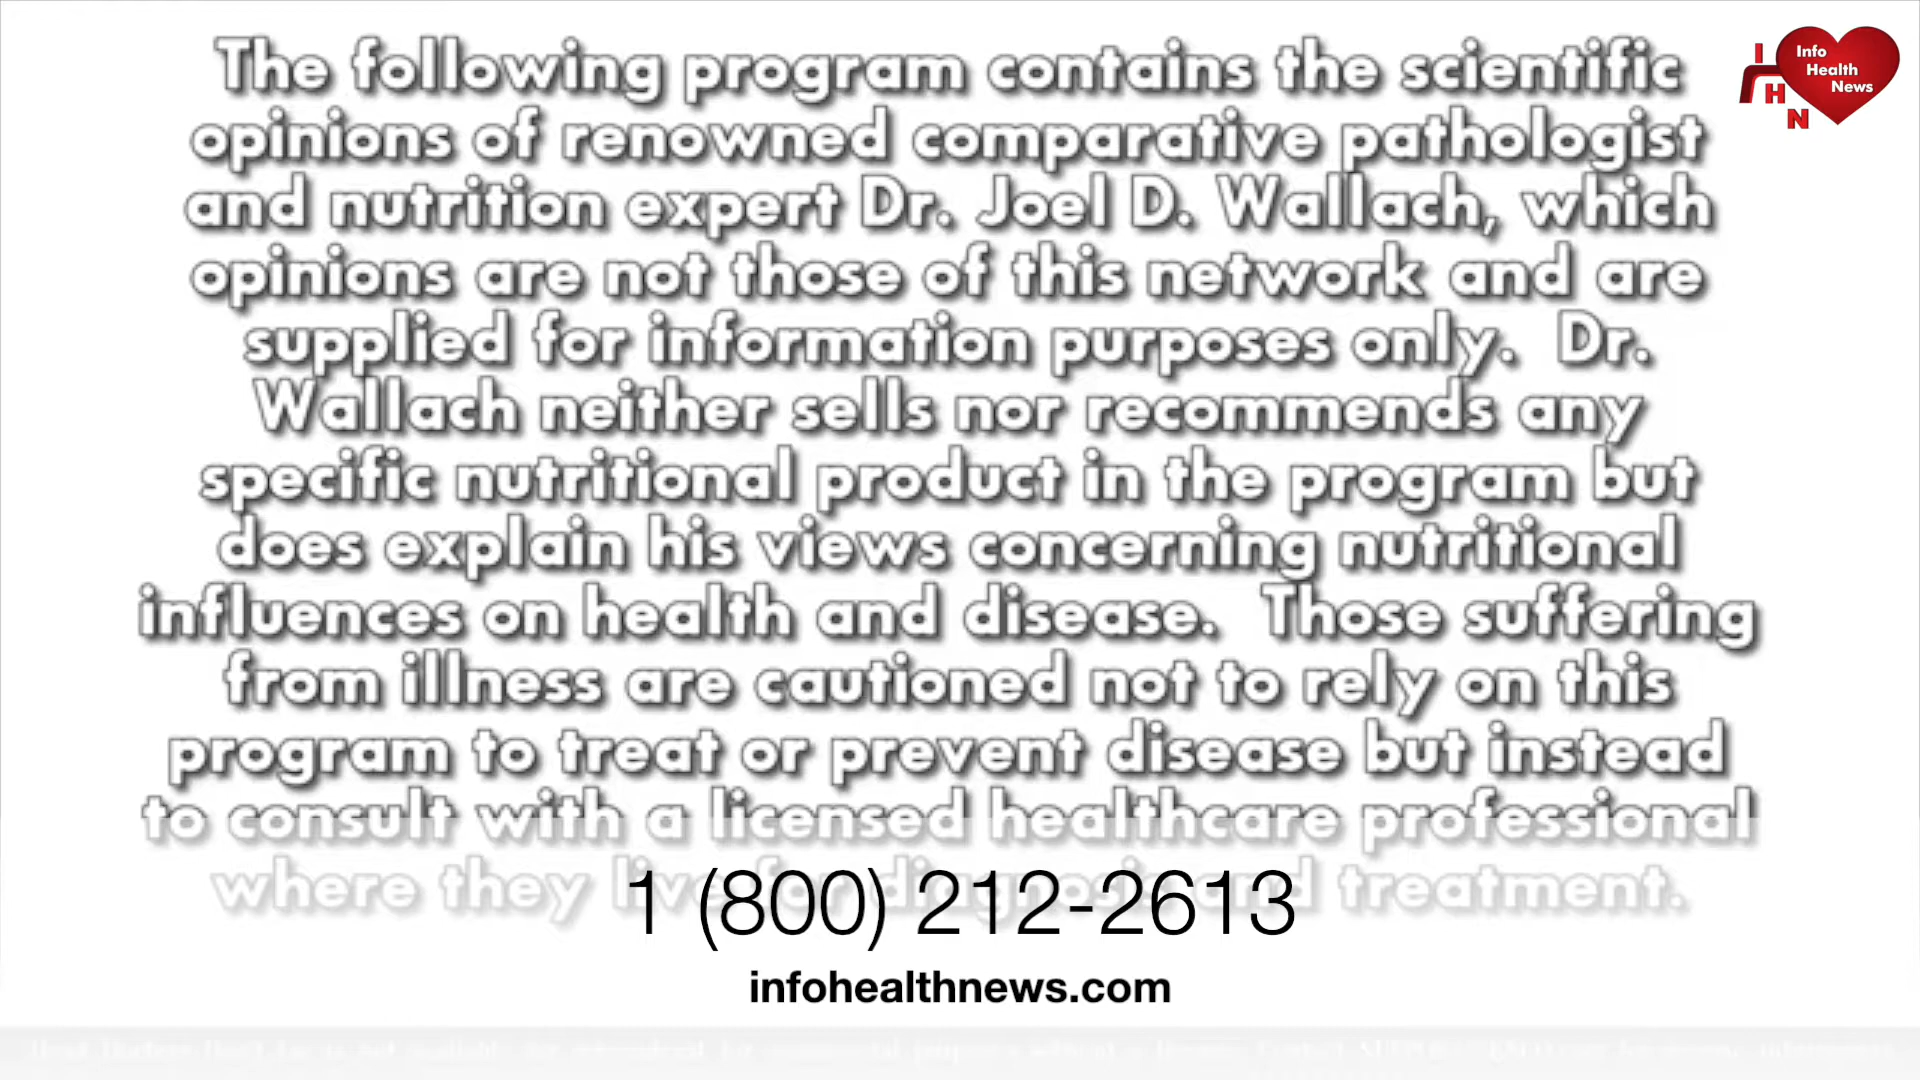 The following program contains the scientific
opinions of renowned comparative pathologist
and nutrition expert Dr. Joel D. Wallach, which
opinions are not those of this network and are
supplied for information purposes only. Dr.
Wallach neither sells nor recommends any
specific nutritional product in the program but
does explain his views concerning nutritional
influences on health and disease. Those suffering
from illness are cautioned not to rely on this
program to treat or prevent disease but instead
to consult with a licensed healthcare professional
where they live for diagnosis and treatment.
I H N
Info
Health
News
1 (800) 212-2613
infohealthnews.com